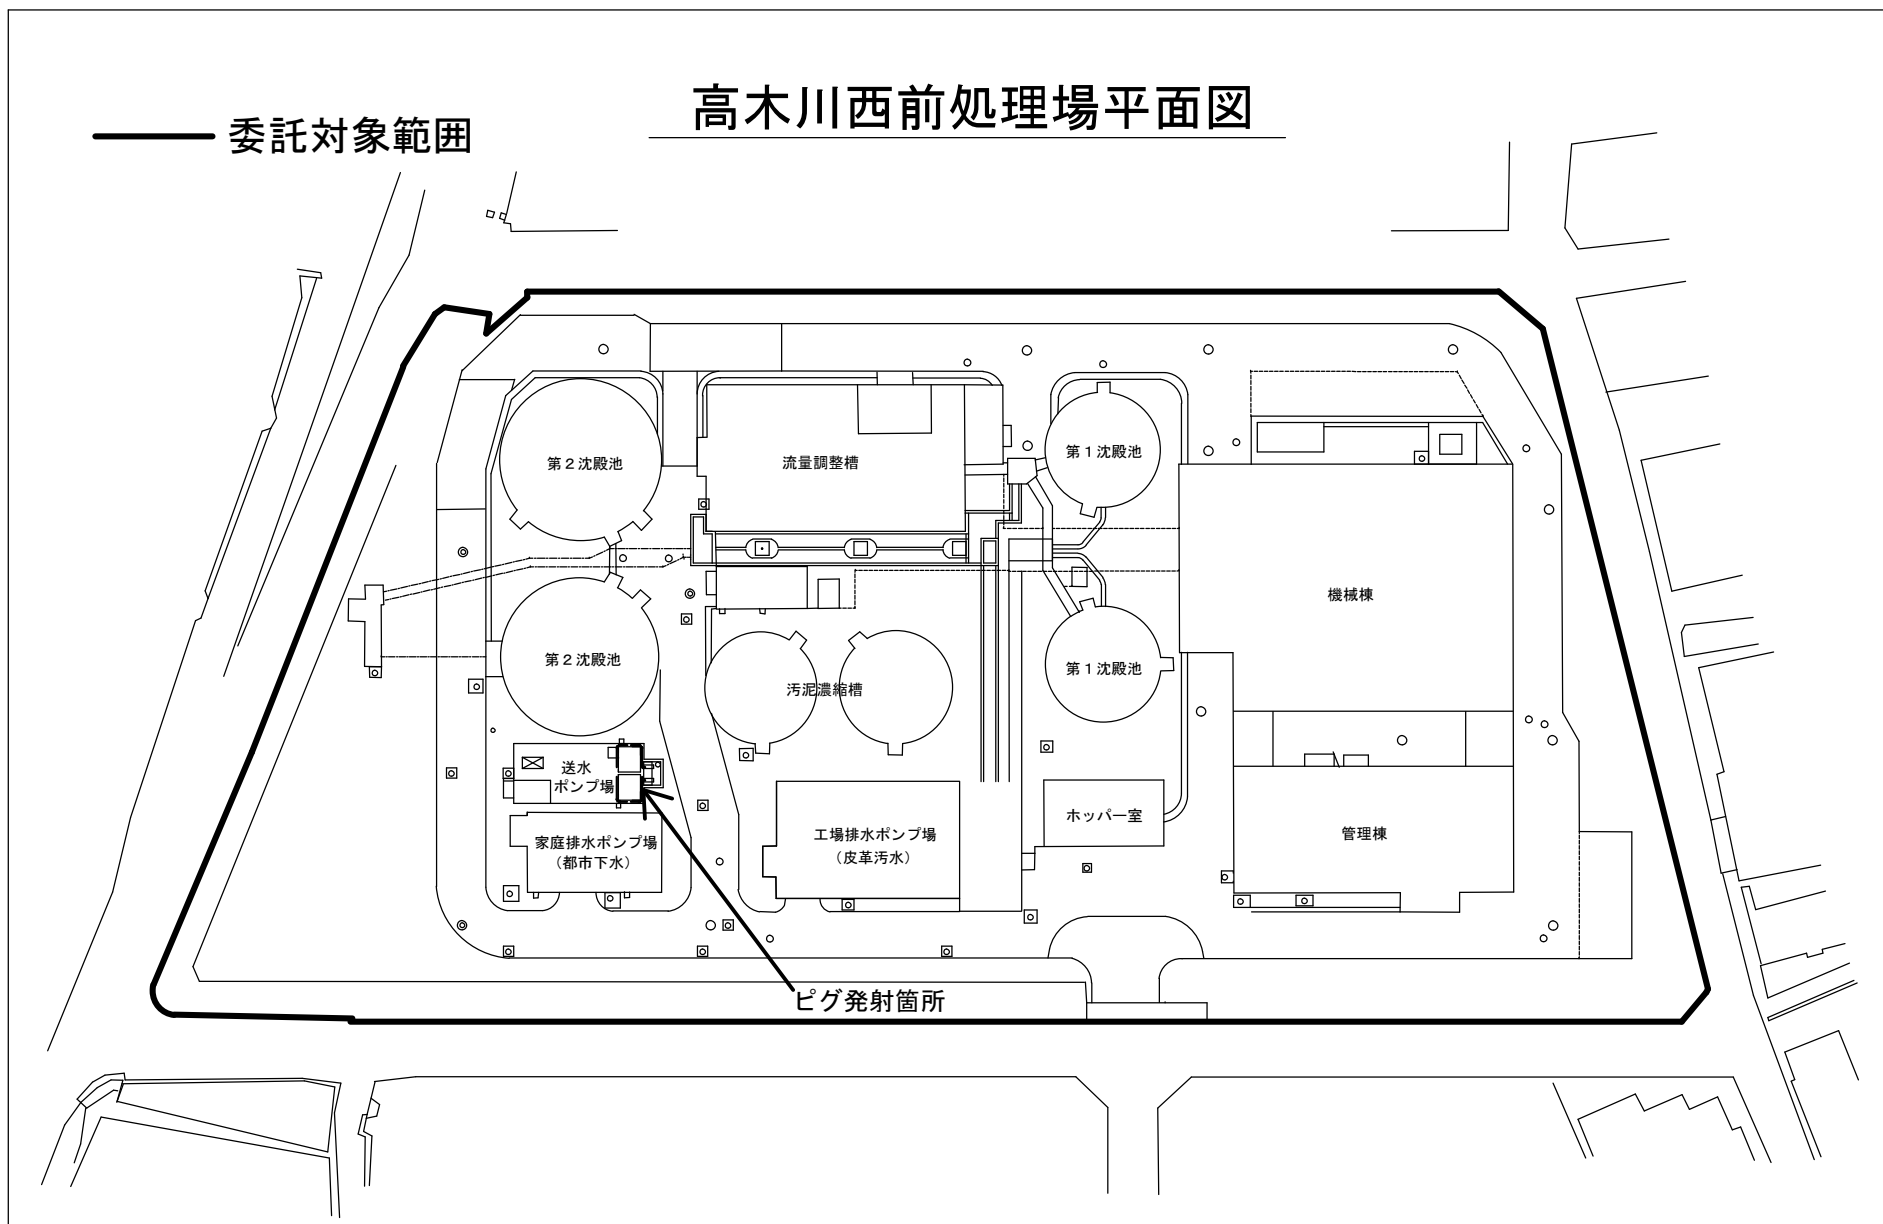 高木川西前処理場平面図
委託対象範囲
第２沈殿池
流量調整槽
第１沈殿池
機械棟
第２沈殿池
汚泥濃縮槽
第１沈殿池
送水
ポンプ場
家庭排水ポンプ場
（都市下水）
工場排水ポンプ場
（皮革汚水）
ホッパー室
管理棟
ピグ発射箇所